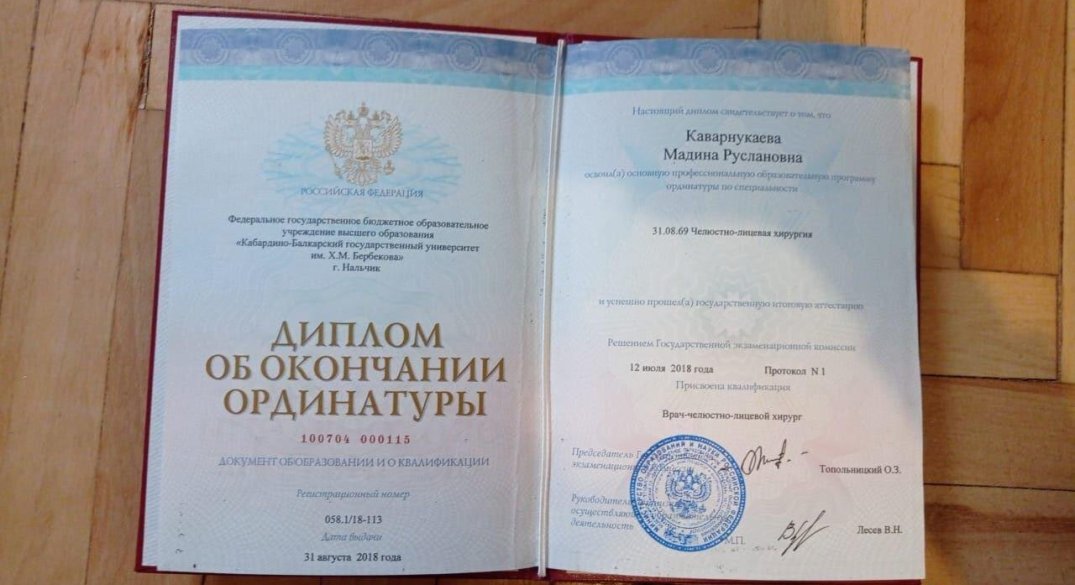 РОССИЙСКАЯ ФЕДЕРАЦИЯ
Федеральное государственное бюджетное образовательное
учреждение высшего образования
«Кабардино-Балкарский государственный университет
им. Х.М. Бербекова»
г. Нальчик
ДИПЛОМ
ОБ ОКОНЧАНИИ
ОРДИНАТУРЫ
100704 000115
ДОКУМЕНТ ОБ ОБРАЗОВАНИИ И О КВАЛИФИКАЦИИ
Регистрационный номер
058.1/18-113
Дата выдачи
31 августа 2018 года
Настоящий диплом свидетельствует о том, что
Каварнукаева
Мадина Руслановна
освоил(а) основную профессиональную образовательную программу
ординатуры по специальности
31.08.69 Челюстно-лицевая хирургия
и успешно прошел(а) государственную итоговую аттестацию
Решением Государственной экзаменационной комиссии
12 июля 2018 года Протокол N 1
Присвоена квалификация
Врач-челюстно-лицевой хирург
Председатель
Топольницкий О.З.
деятельность
Лесев В.Н.
М.П.